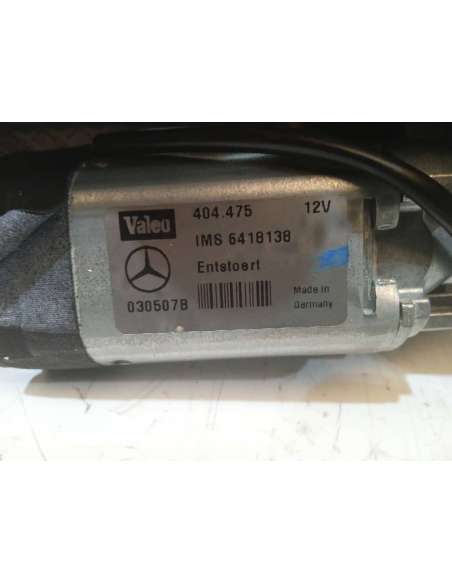 Valeo 404.475 12V
IMS 6418138
Entstoert
030507B Made in
Germany